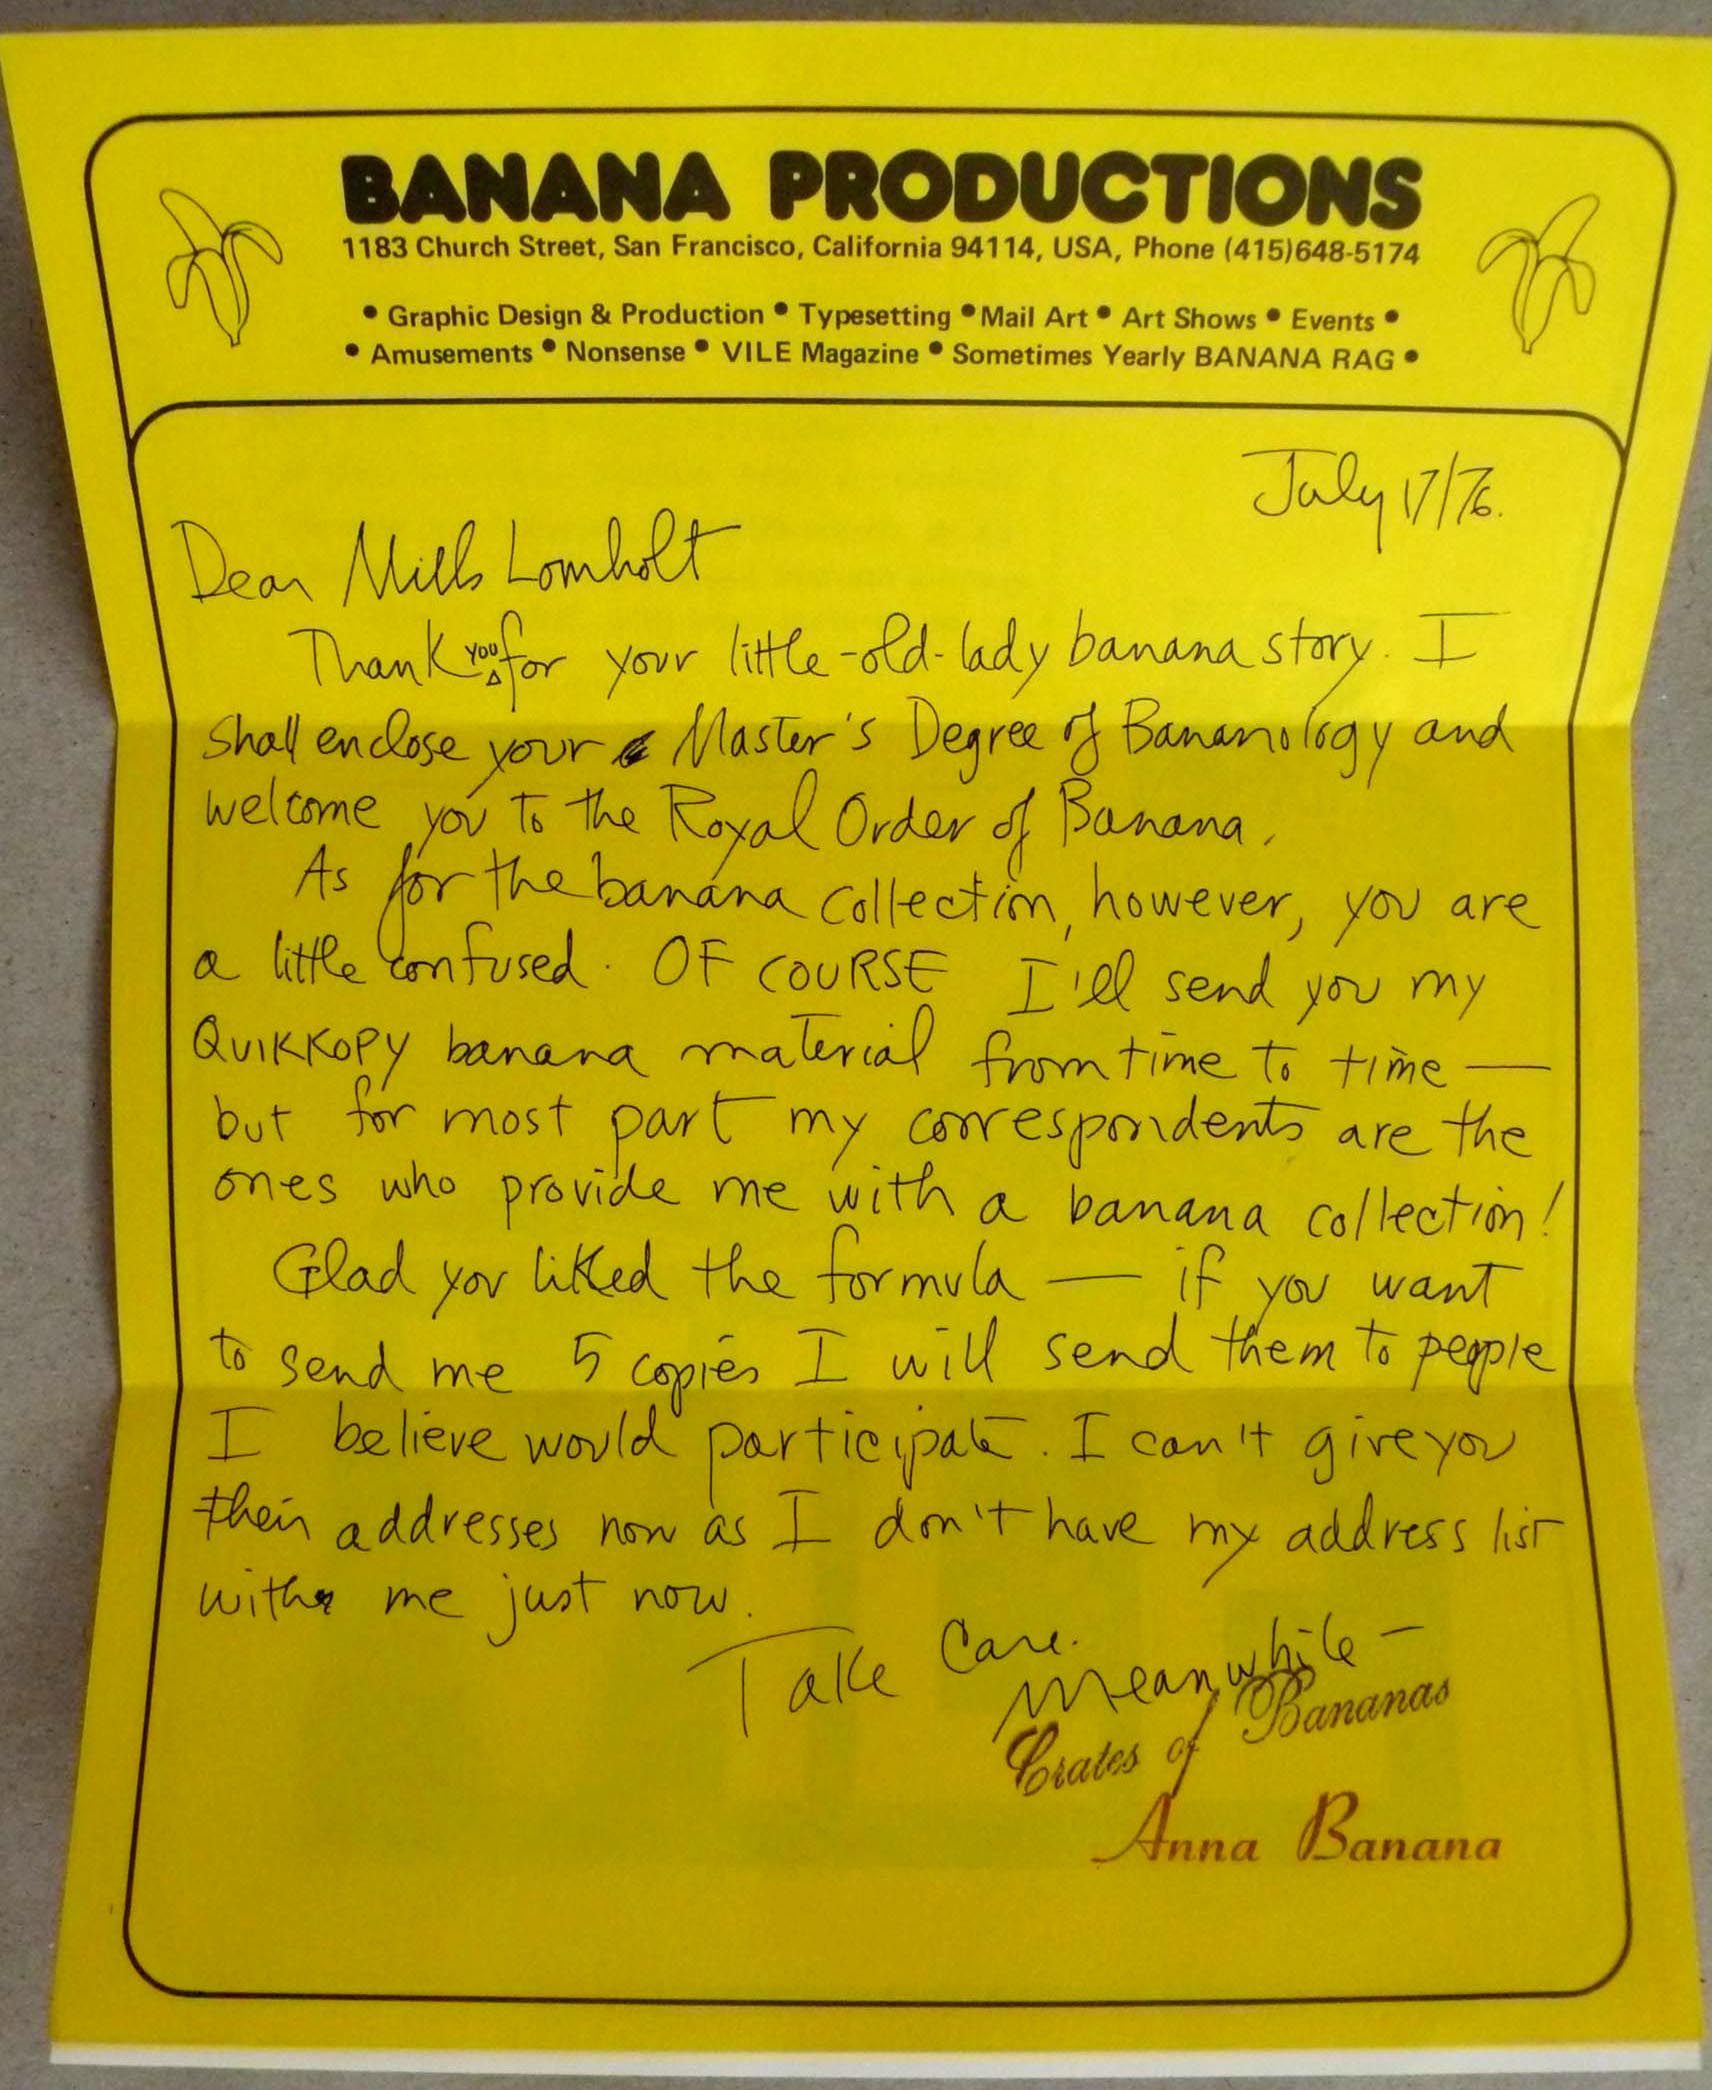 BANANA PRODUCTIONS
1183 Church Street, San Francisco, California 94114, USA, Phone (415)648-5174
• Graphic Design & Production • Typesetting • Mail Art • Art Shows • Events •
• Amusements • Nonsense • VILE Magazine • Sometimes Yearly BANANA RAG •
July 17/76.
Dear Niels Lomholt
Thank you for your little-old-lady banana story. I
shall enclose your Master's Degree of Bananology and
welcome you to the Royal Order of Banana.
As for the banana collection, however, you are
a little confused. OF COURSE I'll send you my
QUIKKOPY banana material from time to time —
but for most part my correspondents are the
ones who provide me with a banana collection!
Glad you liked the formula — if you want
to send me 5 copies I will send them to people
I believe would participate. I can't give you
their addresses now as I don't have my address list
with me just now.
Take Care.
Meanwhile —
Crates of Bananas
Anna Banana